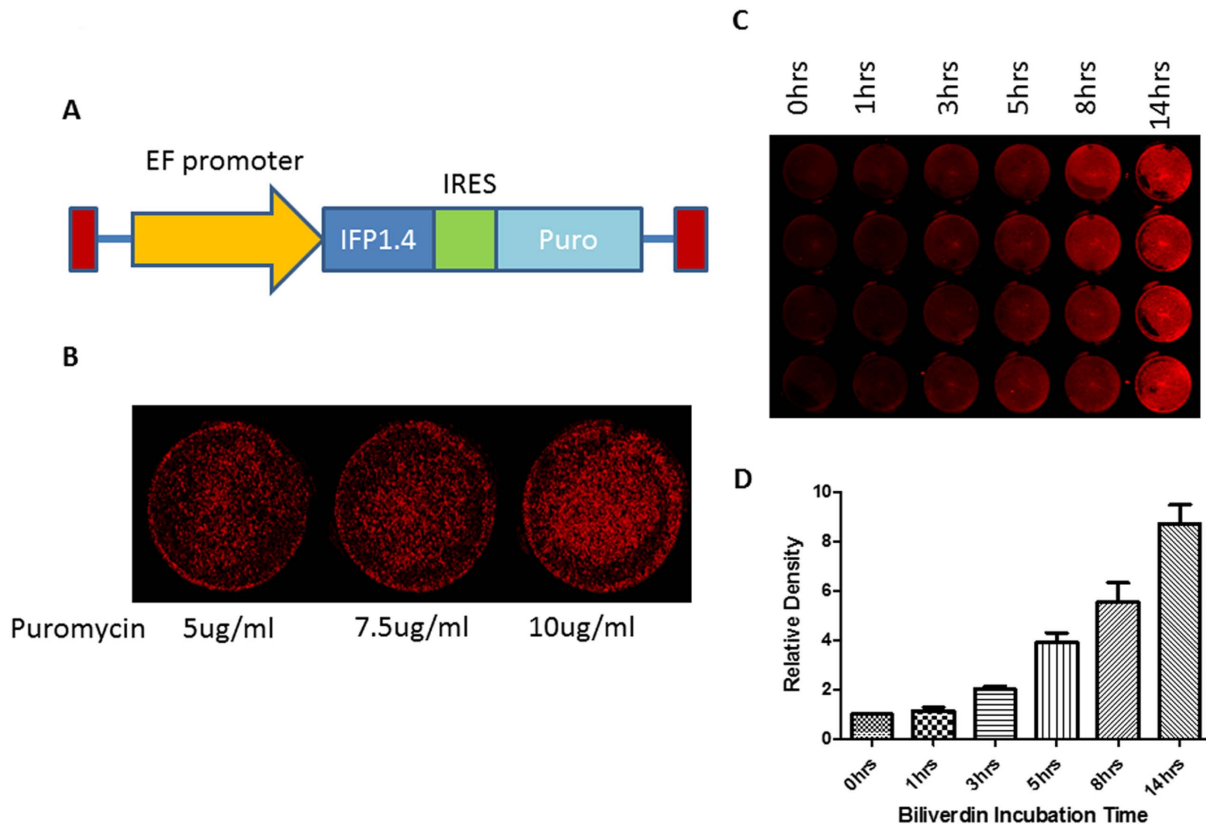 A
EF promoter
IRES
IFP1.4
Puro
B
Puromycin 5ug/ml 7.5ug/ml 10ug/ml
C
0hrs 1hrs 3hrs 5hrs 8hrs 14hrs
D
Relative Density
10
8
6
4
2
0
0hrs 1hrs 3hrs 5hrs 8hrs 14hrs
Biliverdin Incubation Time